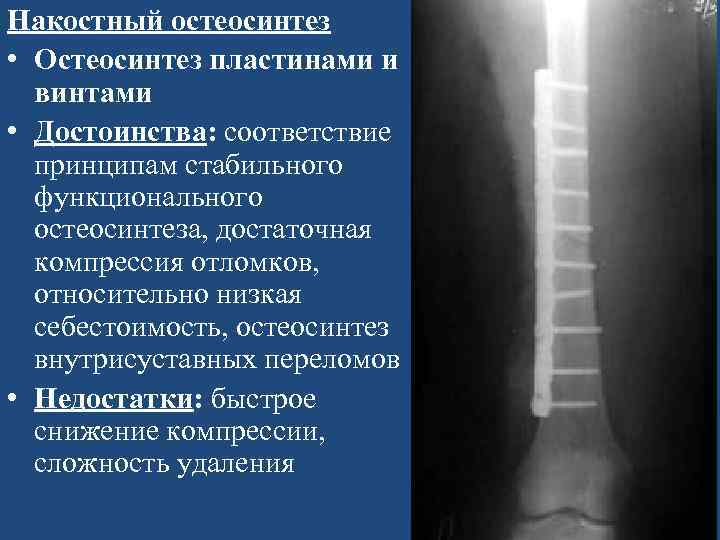 Накостный остеосинтез
• Остеосинтез пластинами и
винтами
• Достоинства: соответствие
принципам стабильного
функционального
остеосинтеза, достаточная
компрессия отломков,
относительно низкая
себестоимость, остеосинтез
внутрисуставных переломов
• Недостатки: быстрое
снижение компрессии,
сложность удаления